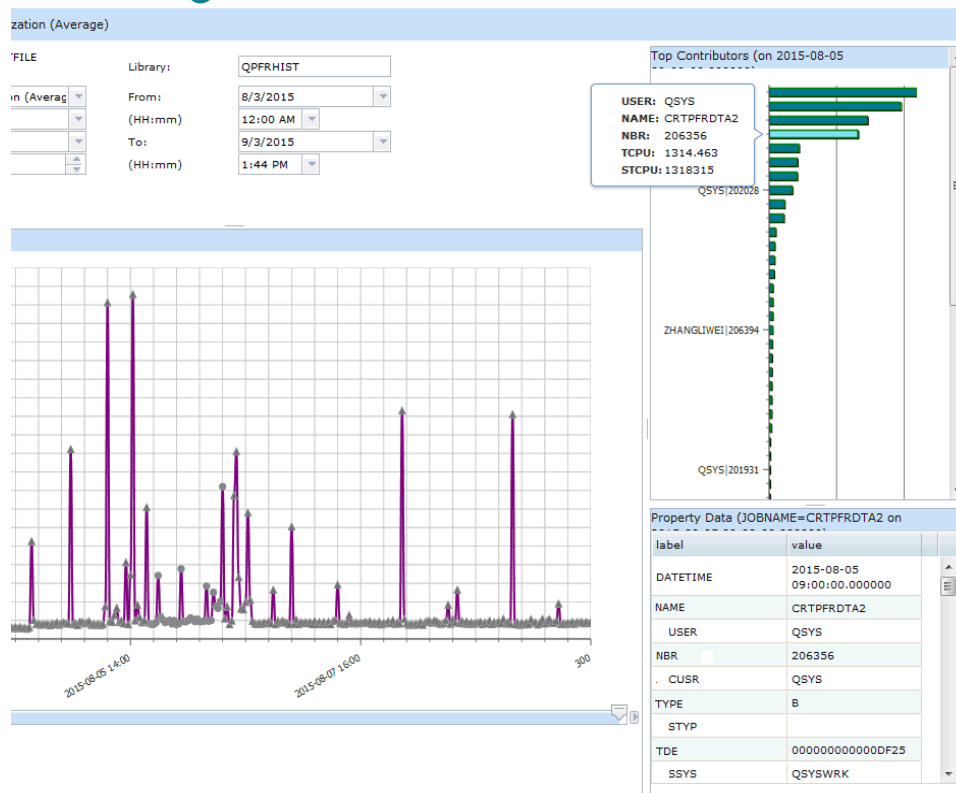 zation (Average)
TFILE
Library:
QPFRHIST
on (Averag
From:
8/3/2015
(HH:mm)
12:00 AM
To:
9/3/2015
(HH:mm)
1:44 PM
Top Contributors (on 2015-08-05
USER: QSYS
NAME: CRTPFRDTA2
NBR: 206356
TCPU: 1314.463
STCPU: 1318315
QSYS|202028
ZHANGLIWEI|206394
QSYS|201931
2015-08-05 14:00
2015-08-07 16:00
300
Property Data (JOBNAME=CRTPFRDTA2 on
label value
DATETIME 2015-08-05
09:00:00.000000
NAME CRTPFRDTA2
USER QSYS
NBR 206356
. CUSR QSYS
TYPE B
STYP
TDE 000000000000DF25
SSYS QSYSWRK